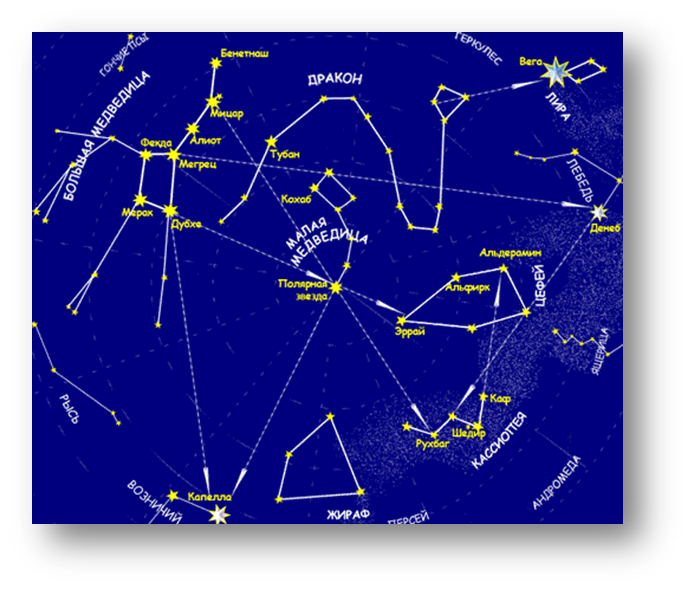 ГОНЧИЕ ПСЫ
Бенетнаш
ГЕРКУЛЕС
Вега
ДРАКОН
БОЛЬШАЯ МЕДВЕДИЦА
Мицар
ЛИРА
Алиот
Фекда
Мегрец
Тубан
ЛЕБЕДЬ
Кохаб
Мерак
Дубхе
Денеб
МАЛАЯ
МЕДВЕДИЦА
Альдерамин
Полярная
звезда
Альфирк
ЦЕФЕЙ
Эррай
ЯЩЕРИЦА
РЫСЬ
Каф
Шедир
Рухбаг
КАССИОПЕЯ
АНДРОМЕДА
ВОЗНИЧИЙ
Капелла
ЖИРАФ
ПЕРСЕЙ